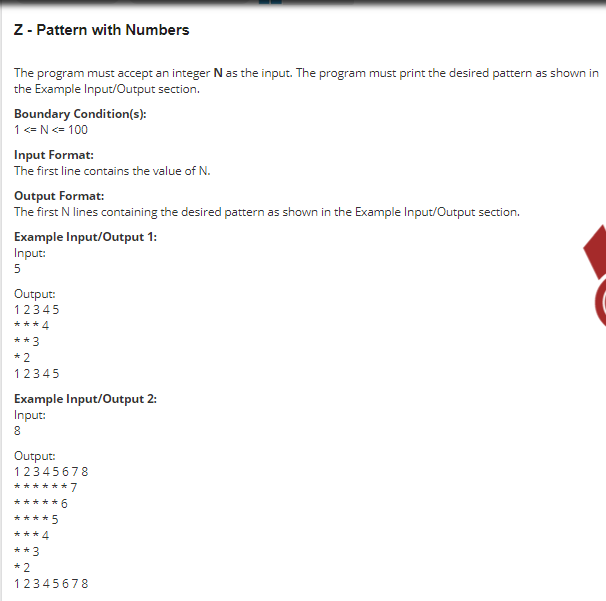 Z - Pattern with Numbers
The program must accept an integer N as the input. The program must print the desired pattern as shown in
the Example Input/Output section.
Boundary Condition(s):
1 <= N <= 100
Input Format:
The first line contains the value of N.
Output Format:
The first N lines containing the desired pattern as shown in the Example Input/Output section.
Example Input/Output 1:
Input:
5
Output:
1 2 3 4 5
* * * 4
* * 3
* 2
1 2 3 4 5
Example Input/Output 2:
Input:
8
Output:
1 2 3 4 5 6 7 8
* * * * * * 7
* * * * * 6
* * * * 5
* * * 4
* * 3
* 2
1 2 3 4 5 6 7 8